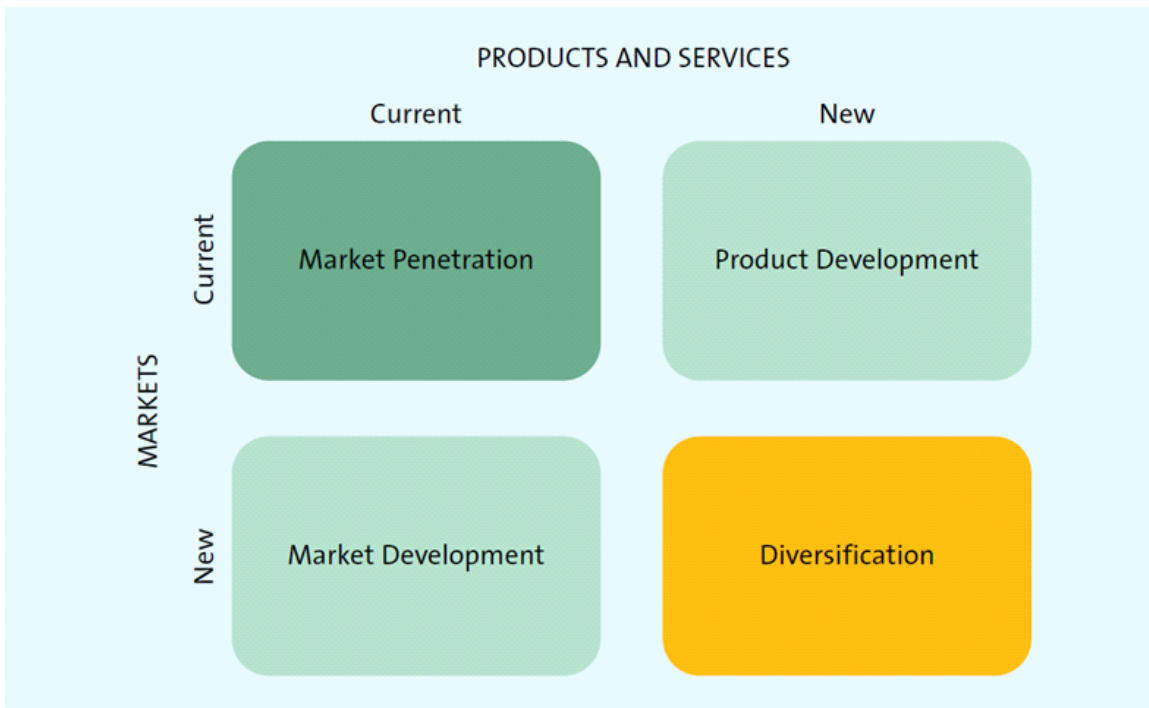 PRODUCTS AND SERVICES
Current
New
MARKETS
Current
Market Penetration
Product Development
New
Market Development
Diversification